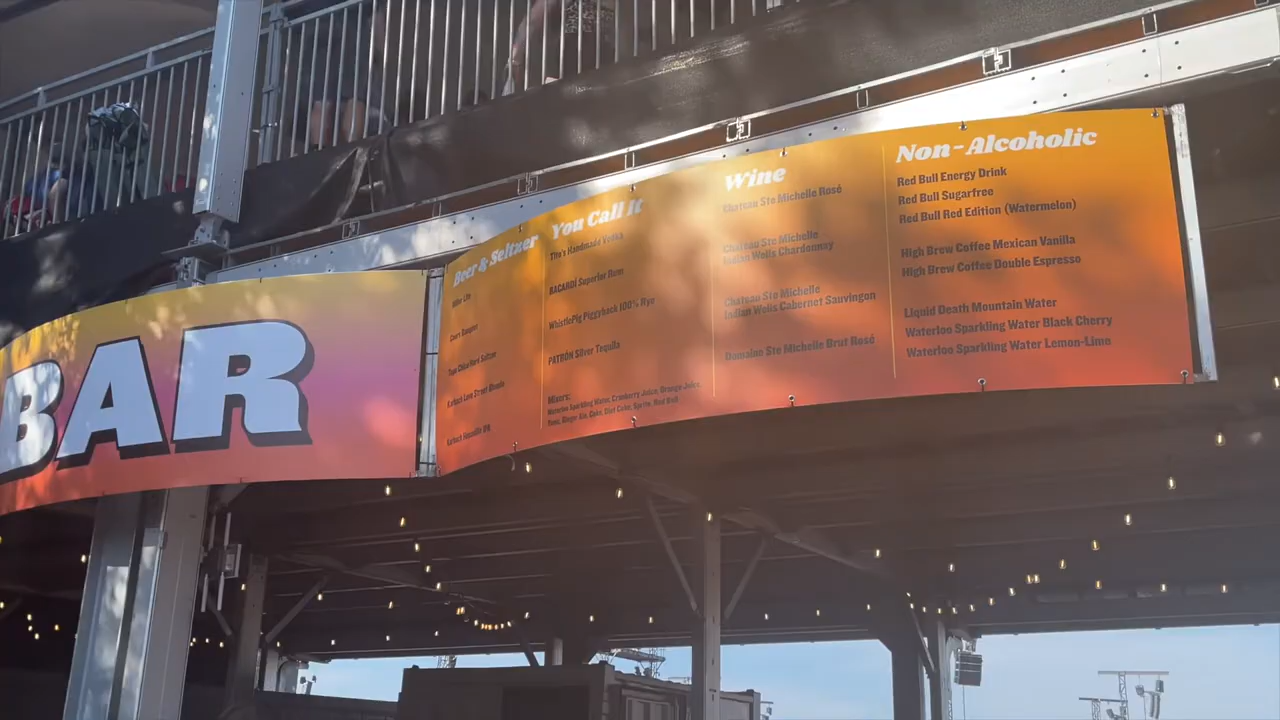 BAR
Beer & Seltzer
Miller Lite
Coors Banquet
Topo Chico Hard Seltzer
Karbach Love Street Blonde
Karbach Hopadillo IPA
You Call It
Tito's Handmade Vodka
BACARDÍ Superior Rum
WhistlePig Piggyback 100% Rye
PATRÓN Silver Tequila
Mixers:
Waterloo Sparkling Water, Cranberry Juice, Orange Juice,
Tonic, Ginger Ale, Coke, Diet Coke, Sprite, Red Bull
Wine
Chateau Ste Michelle Rosé
Chateau Ste Michelle
Indian Wells Chardonnay
Chateau Ste Michelle
Indian Wells Cabernet Sauvingon
Domaine Ste Michelle Brut Rosé
Non-Alcoholic
Red Bull Energy Drink
Red Bull Sugarfree
Red Bull Red Edition (Watermelon)
High Brew Coffee Mexican Vanilla
High Brew Coffee Double Espresso
Liquid Death Mountain Water
Waterloo Sparkling Water Black Cherry
Waterloo Sparkling Water Lemon-Lime